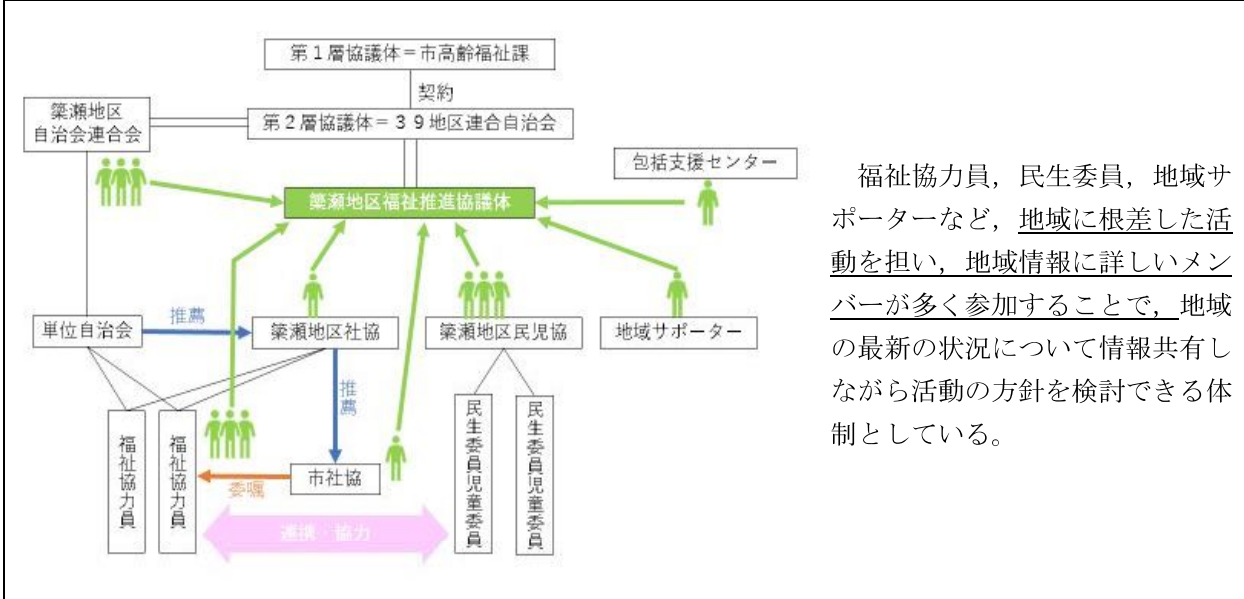 第１層協議体＝市高齢福祉課
契約
簗瀬地区
自治会連合会
第２層協議体＝３９地区連合自治会
包括支援センター
簗瀬地区福祉推進協議体
単位自治会
推薦
簗瀬地区社協
簗瀬地区民児協
地域サポーター
推薦
福祉協力員
福祉協力員
民生委員児童委員
民生委員児童委員
市社協
委嘱
連携・協力
福祉協力員，民生委員，地域サ
ポーターなど，地域に根差した活
動を担い，地域情報に詳しいメン
バーが多く参加することで，地域
の最新の状況について情報共有し
ながら活動の方針を検討できる体
制としている。